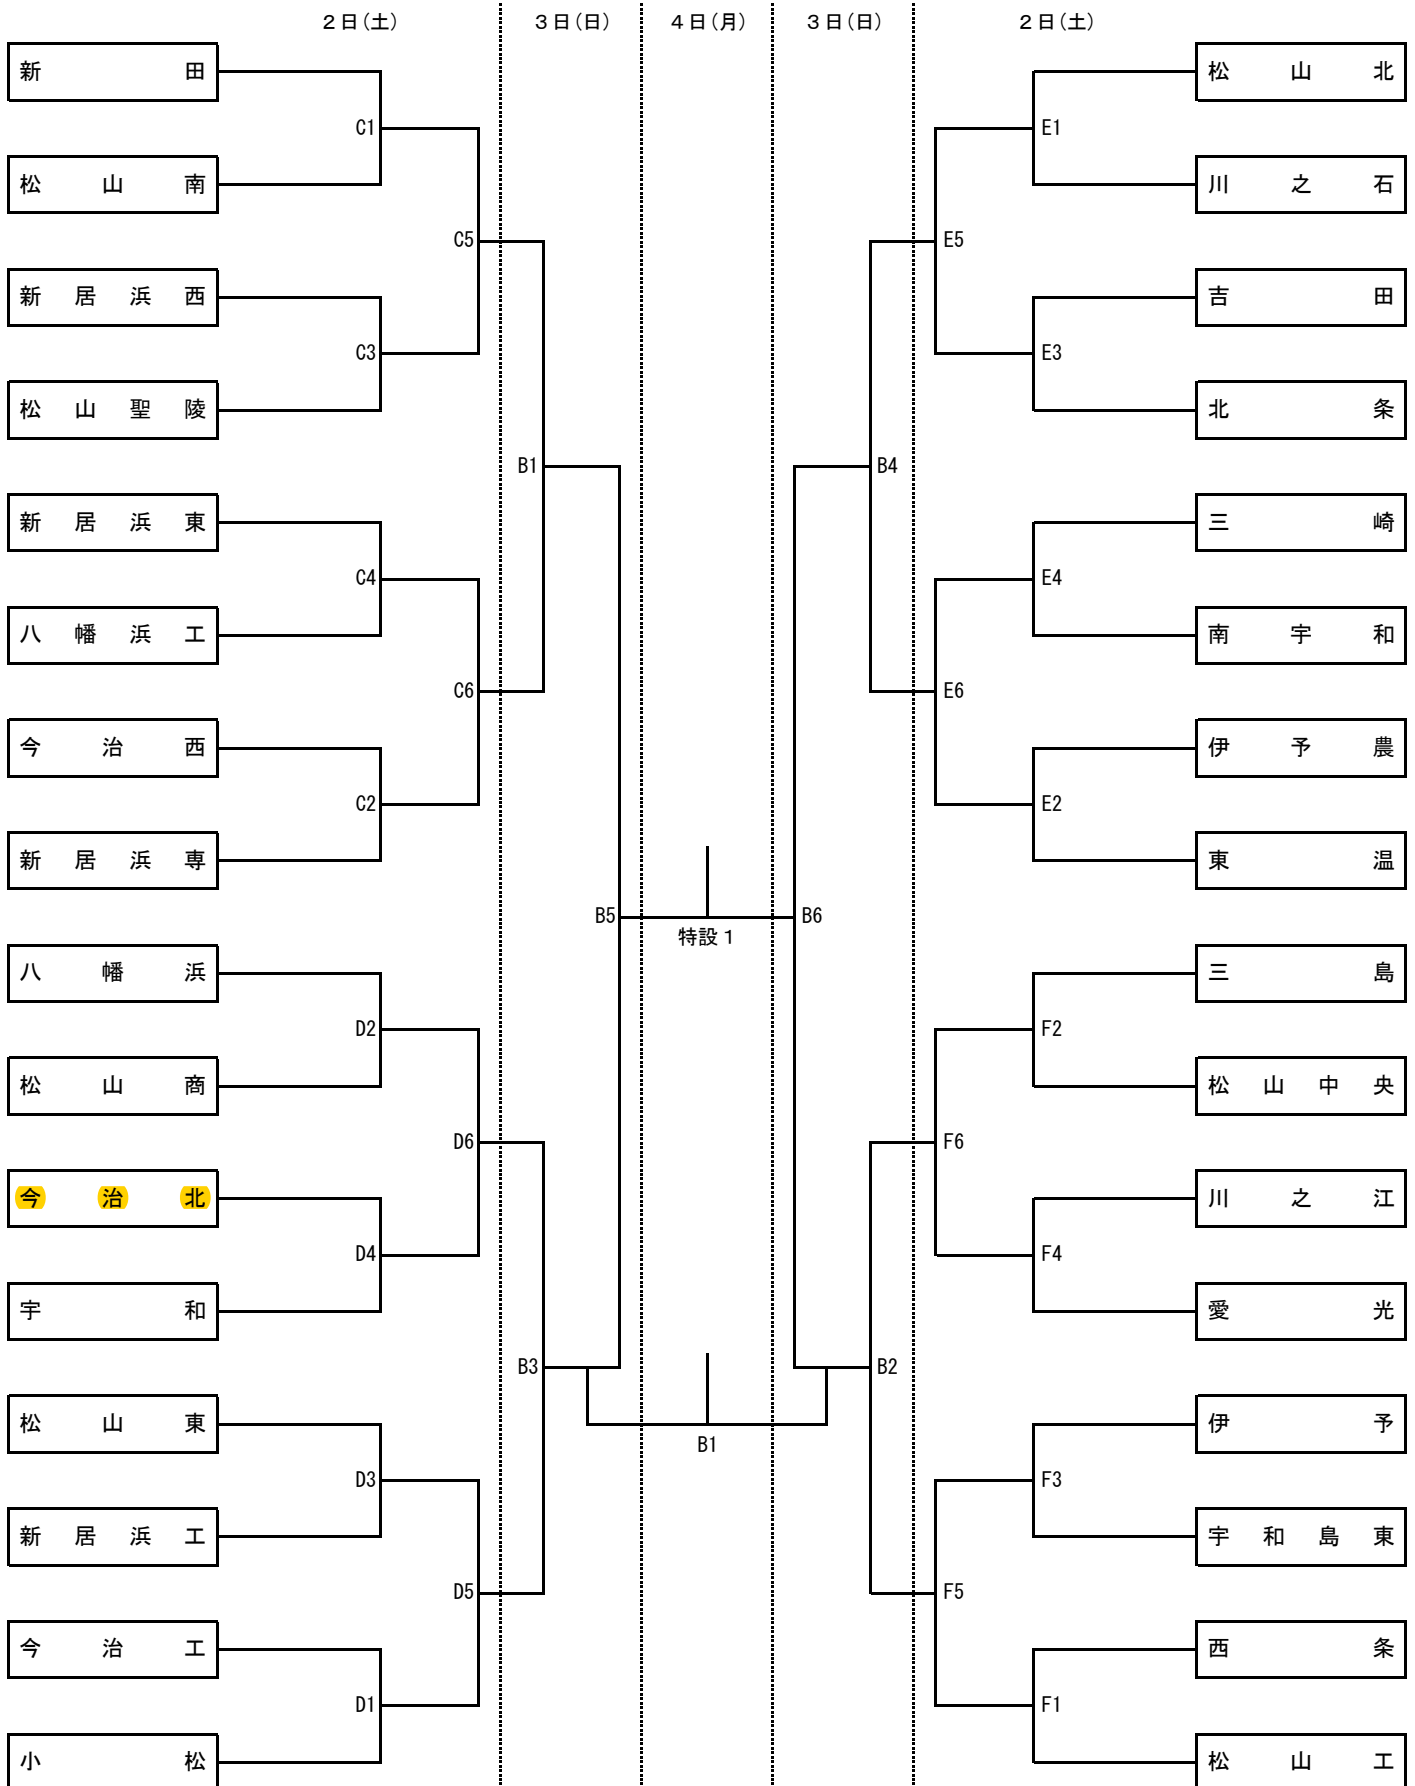 ２日(土) ３日(日) ４日(月) ３日(日) ２日(土)
新田 松山北
C1 E1
松山南 川之石
C5 E5
新居浜西 吉田
C3 E3
松山聖陵 北条
B1 B4
新居浜東 三崎
C4 E4
八幡浜工 南宇和
C6 E6
今治西 伊予農
C2 E2
新居浜専 東温
B5 B6
特設１
八幡浜 三島
D2 F2
松山商 松山中央
D6 F6
今治北 川之江
D4 F4
宇和 愛光
B3 B2
松山東 伊予
B1
D3 F3
新居浜工 宇和島東
D5 F5
今治工 西条
D1 F1
小松 松山工